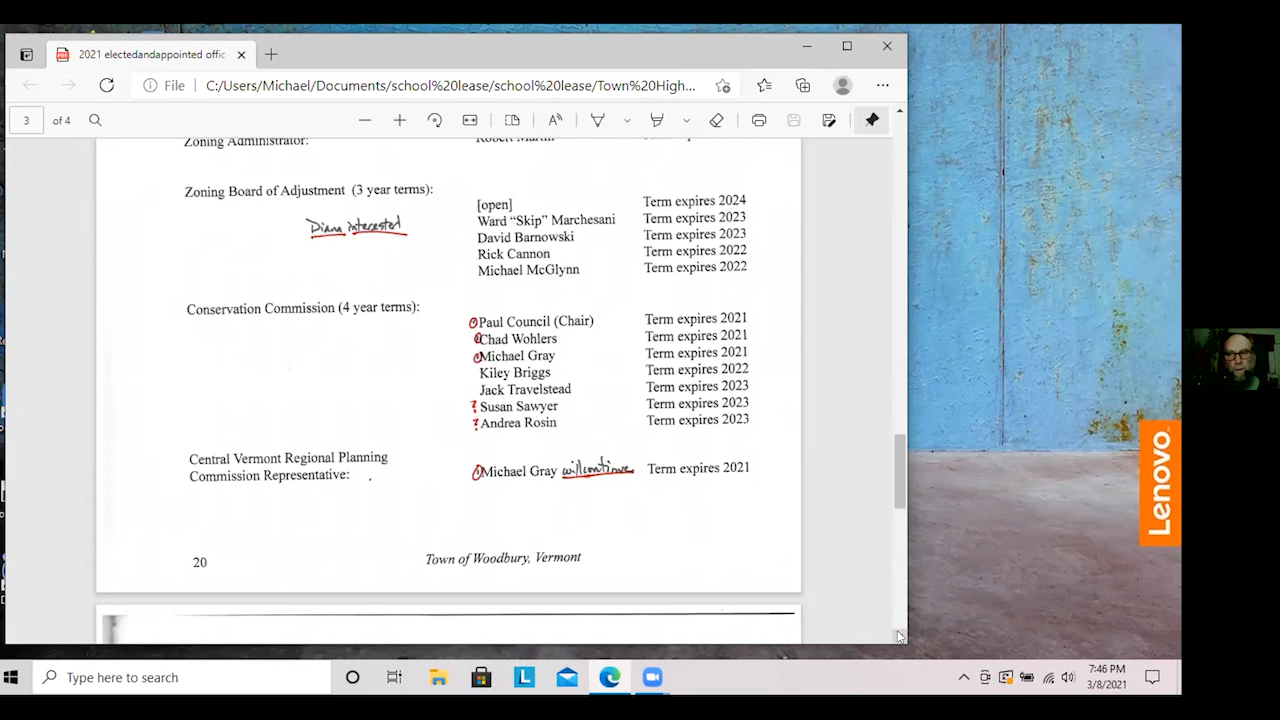 2021 electedandappointed offic
File C:/Users/Michael/Documents/school%20lease/school%20lease/Town%20High...
3 of 4
Zoning Administrator: Robert Martin
Zoning Board of Adjustment (3 year terms):
[open] Term expires 2024
Diana interested
Ward “Skip” Marchesani Term expires 2023
David Barnowski Term expires 2023
Rick Cannon Term expires 2022
Michael McGlynn Term expires 2022
Conservation Commission (4 year terms):
Paul Council (Chair) Term expires 2021
Chad Wohlers Term expires 2021
Michael Gray Term expires 2021
Kiley Briggs Term expires 2022
Jack Travelstead Term expires 2023
? Susan Sawyer Term expires 2023
? Andrea Rosin Term expires 2023
Central Vermont Regional Planning
Commission Representative: Michael Gray will continue Term expires 2021
20 Town of Woodbury, Vermont
Lenovo
Type here to search
L
7:46 PM
3/8/2021